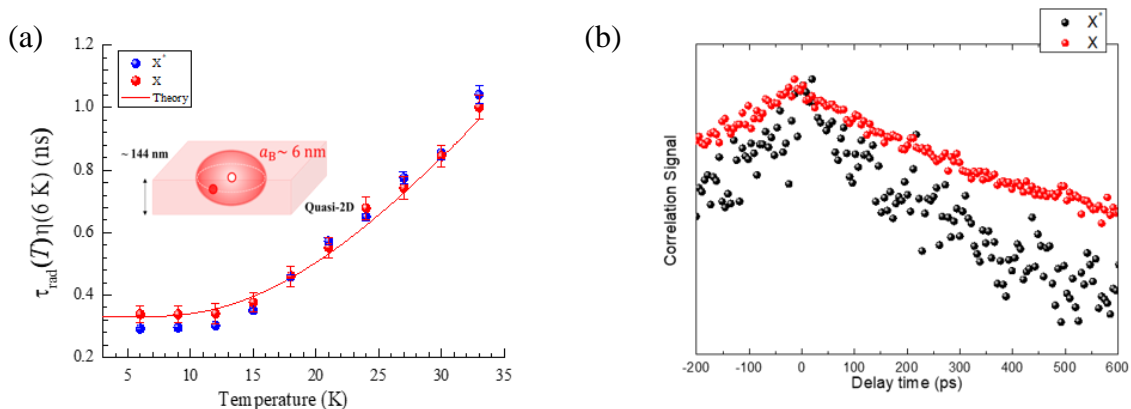 (a)
1.2
1.0
0.8
0.6
0.4
0.2
τrad(T)η(6 K) (ns)
X*
X
Theory
~ 144 nm
aB~ 6 nm
Quasi-2D
5 10 15 20 25 30 35
Temperature (K)
(b)
X*
X
Correlation Signal
-200 -100 0 100 200 300 400 500 600
Delay time (ps)